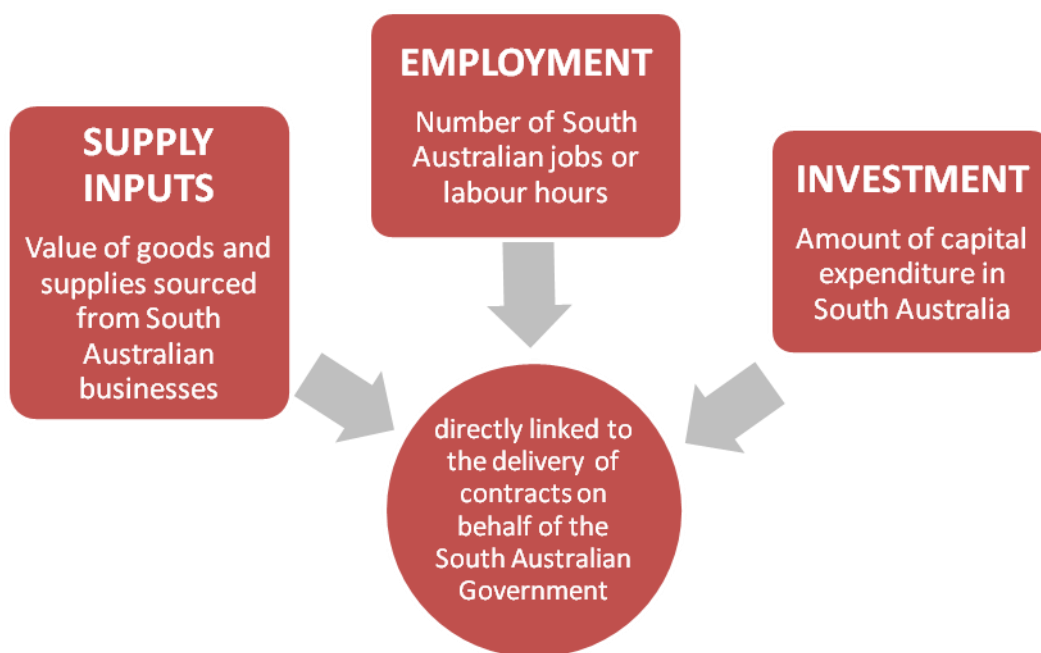 SUPPLY
INPUTS
Value of goods and
supplies sourced
from South
Australian
businesses
EMPLOYMENT
Number of South
Australian jobs or
labour hours
INVESTMENT
Amount of capital
expenditure in
South Australia
directly linked to
the delivery of
contracts on
behalf of the
South Australian
Government